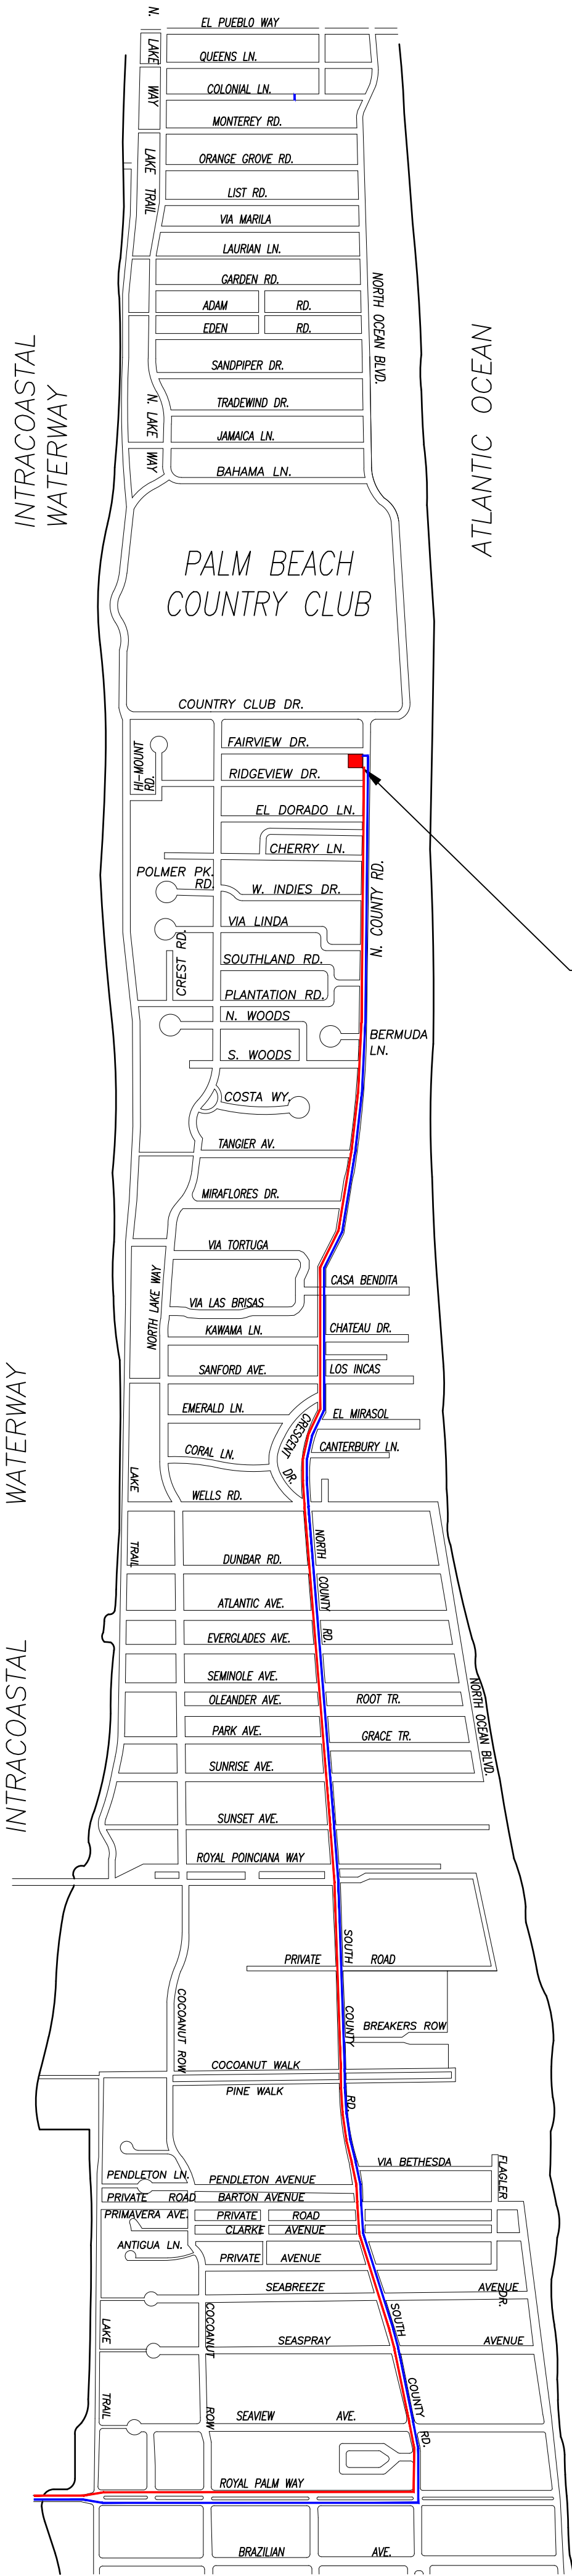 EL PUEBLO WAY
N. LAKE WAY
QUEENS LN.
COLONIAL LN.
MONTEREY RD.
LAKE TRAIL
ORANGE GROVE RD.
LIST RD.
VIA MARILA
LAURIAN LN.
GARDEN RD.
NORTH OCEAN BLVD.
ADAM RD.
EDEN RD.
INTRACOASTAL
WATERWAY
ATLANTIC OCEAN
SANDPIPER DR.
TRADEWIND DR.
N. LAKE WAY
JAMAICA LN.
BAHAMA LN.
PALM BEACH
COUNTRY CLUB
COUNTRY CLUB DR.
FAIRVIEW DR.
HI-MOUNT
RD.
RIDGEVIEW DR.
EL DORADO LN.
CHERRY LN.
POLMER PK.
RD.
W. INDIES DR.
N. COUNTY RD.
VIA LINDA
CREST RD.
SOUTHLAND RD.
PLANTATION RD.
N. WOODS
BERMUDA
LN.
S. WOODS
COSTA WY.
TANGIER AV.
MIRAFLORES DR.
VIA TORTUGA
CASA BENDITA
NORTH LAKE WAY
VIA LAS BRISAS
KAWAMA LN.
CHATEAU DR.
SANFORD AVE.
LOS INCAS
WATERWAY
EMERALD LN.
EL MIRASOL
CRESCENT DR.
CORAL LN.
CANTERBURY LN.
LAKE TRAIL
WELLS RD.
NORTH COUNTY RD.
DUNBAR RD.
ATLANTIC AVE.
EVERGLADES AVE.
INTRACOASTAL
SEMINOLE AVE.
OLEANDER AVE.
ROOT TR.
NORTH OCEAN BLVD.
PARK AVE.
GRACE TR.
SUNRISE AVE.
SUNSET AVE.
ROYAL POINCIANA WAY
SOUTH COUNTY RD.
PRIVATE ROAD
COCOANUT ROW
BREAKERS ROW
COCOANUT WALK
PINE WALK
VIA BETHESDA
FLAGLER DR.
PENDLETON LN.
PENDLETON AVENUE
PRIVATE ROAD
BARTON AVENUE
PRIMAVERA AVE.
PRIVATE ROAD
CLARKE AVENUE
ANTIGUA LN.
PRIVATE AVENUE
SEABREEZE AVENUE
LAKE TRAIL
COCOANUT ROW
SOUTH COUNTY RD.
SEASPRAY AVENUE
SEAVIEW AVE.
ROYAL PALM WAY
BRAZILIAN AVE.